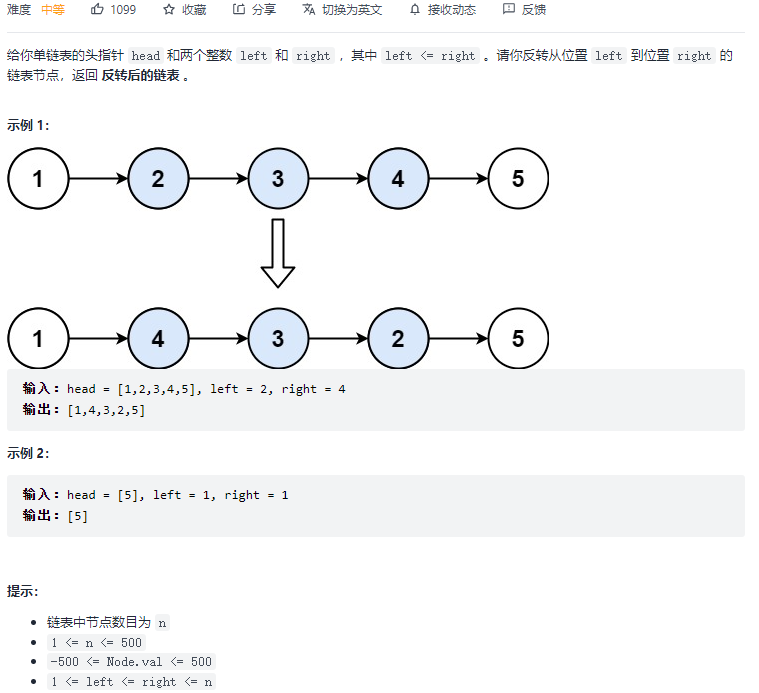 难度 中等 1099 收藏 分享 切换为英文 接收动态 反馈
给你单链表的头指针 head 和两个整数 left 和 right ，其中 left <= right 。请你反转从位置 left 到位置 right 的
链表节点，返回 反转后的链表 。
示例 1：
1 2 3 4 5
1 4 3 2 5
输入：head = [1,2,3,4,5], left = 2, right = 4
输出：[1,4,3,2,5]
示例 2：
输入：head = [5], left = 1, right = 1
输出：[5]
提示：
链表中节点数目为 n
1 <= n <= 500
-500 <= Node.val <= 500
1 <= left <= right <= n